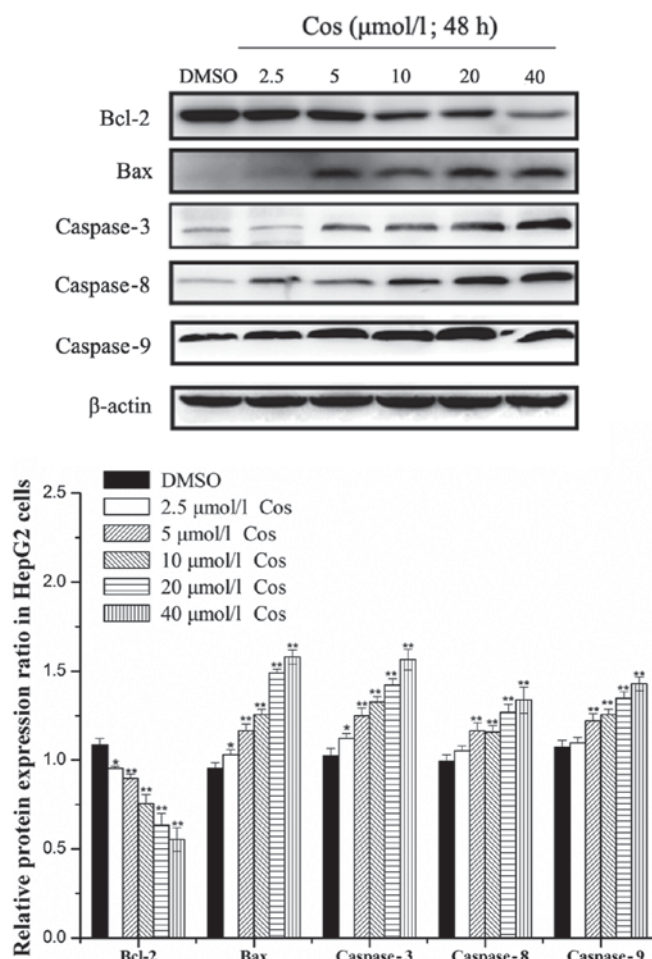 Cos (μmol/l ; 48 h)
DMSO 2.5 5 10 20 40
Bcl-2
Bax
Caspase-3
Caspase-8
Caspase-9
β-actin
Relative protein expression ratio in HepG2 cells
2.5
2.0
1.5
1.0
0.5
0.0
DMSO
2.5 μmol/l Cos
5 μmol/l Cos
10 μmol/l Cos
20 μmol/l Cos
40 μmol/l Cos
* ** ** ** **
* ** ** ** **
* ** ** ** **
** ** ** **
** ** ** **
Bcl-2 Bax Caspase-3 Caspase-8 Caspase-9